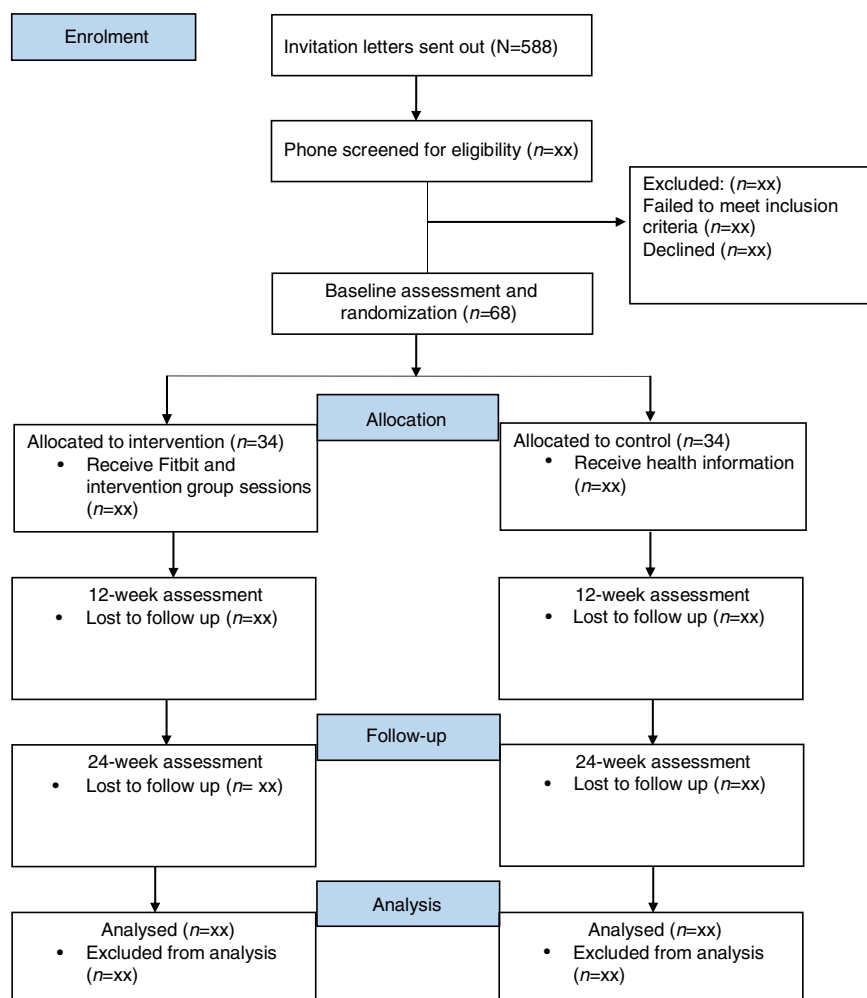 Enrolment
Invitation letters sent out (N=588)
Phone screened for eligibility (n=xx)
Excluded: (n=xx)
Failed to meet inclusion
criteria (n=xx)
Declined (n=xx)
Baseline assessment and
randomization (n=68)
Allocation
Allocated to intervention (n=34)
• Receive Fitbit and
intervention group sessions
(n=xx)
Allocated to control (n=34)
• Receive health information
(n=xx)
12-week assessment
• Lost to follow up (n=xx)
12-week assessment
• Lost to follow up (n=xx)
Follow-up
24-week assessment
• Lost to follow up (n= xx)
24-week assessment
• Lost to follow up (n=xx)
Analysis
Analysed (n=xx)
• Excluded from analysis
(n=xx)
Analysed (n=xx)
• Excluded from analysis
(n=xx)